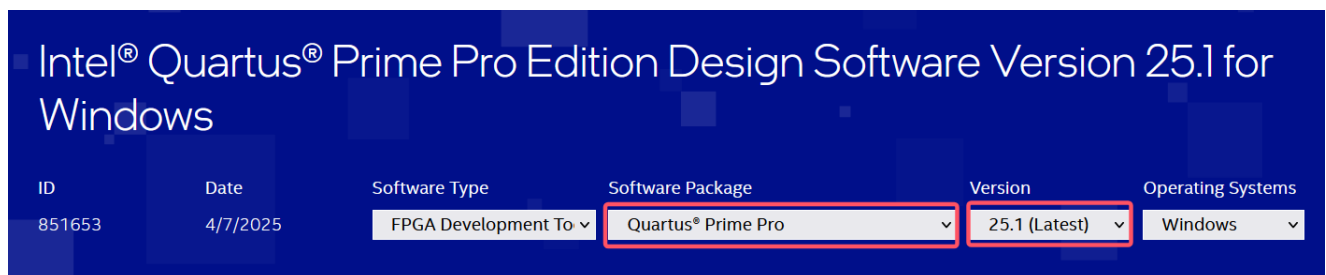 Intel® Quartus® Prime Pro Edition Design Software Version 25.1 for
Windows
ID Date Software Type Software Package Version Operating Systems
851653 4/7/2025 FPGA Development To Quartus® Prime Pro 25.1 (Latest) Windows